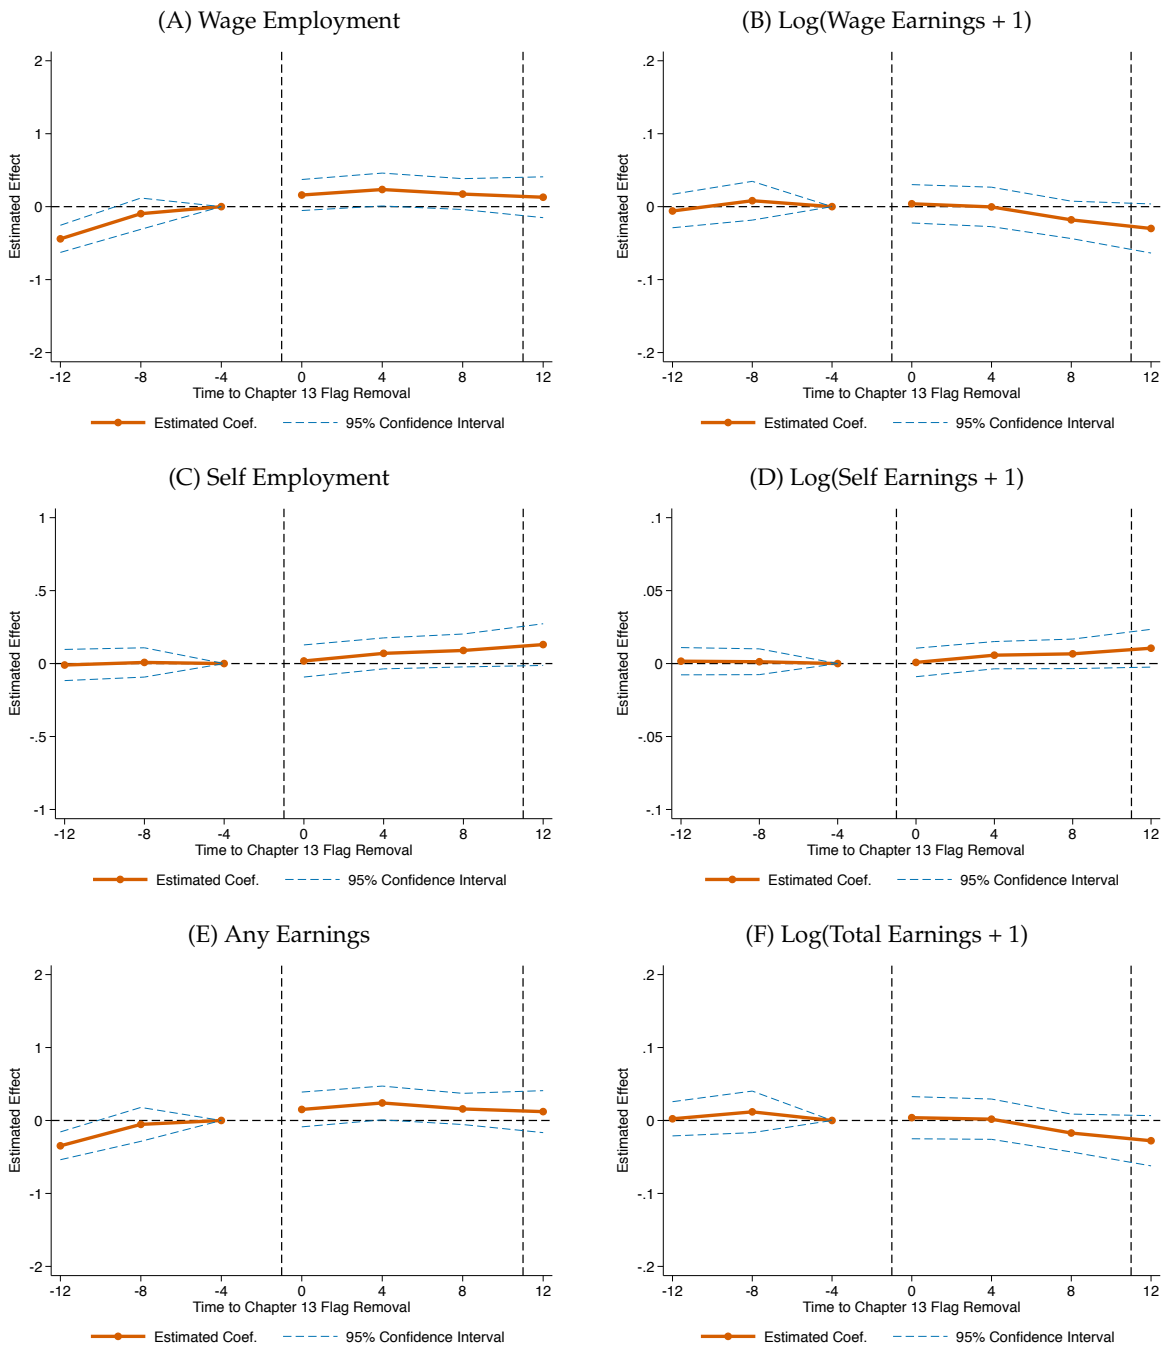 (A) Wage Employment
2
1
0
-1
-2
Estimated Effect
-12 -8 -4 0 4 8 12
Time to Chapter 13 Flag Removal
Estimated Coef. 95% Confidence Interval
(B) Log(Wage Earnings + 1)
.2
.1
0
-.1
-.2
Estimated Effect
-12 -8 -4 0 4 8 12
Time to Chapter 13 Flag Removal
Estimated Coef. 95% Confidence Interval
(C) Self Employment
1
.5
0
-.5
-1
Estimated Effect
-12 -8 -4 0 4 8 12
Time to Chapter 13 Flag Removal
Estimated Coef. 95% Confidence Interval
(D) Log(Self Earnings + 1)
.1
.05
0
-.05
-.1
Estimated Effect
-12 -8 -4 0 4 8 12
Time to Chapter 13 Flag Removal
Estimated Coef. 95% Confidence Interval
(E) Any Earnings
2
1
0
-1
-2
Estimated Effect
-12 -8 -4 0 4 8 12
Time to Chapter 13 Flag Removal
Estimated Coef. 95% Confidence Interval
(F) Log(Total Earnings + 1)
.2
.1
0
-.1
-.2
Estimated Effect
-12 -8 -4 0 4 8 12
Time to Chapter 13 Flag Removal
Estimated Coef. 95% Confidence Interval